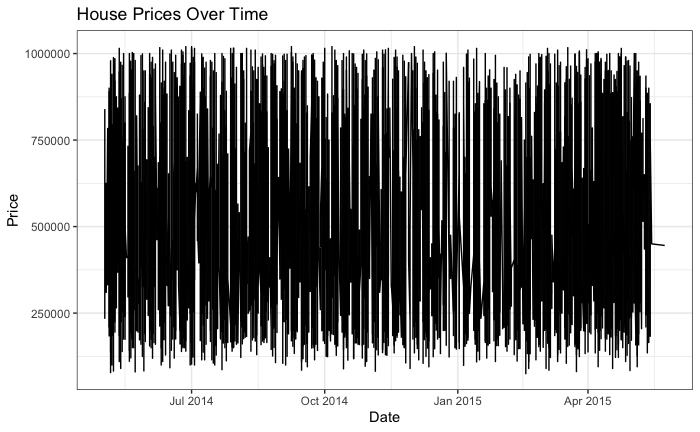 House Prices Over Time
1000000
750000
500000
250000
Price
Jul 2014
Oct 2014
Jan 2015
Apr 2015
Date